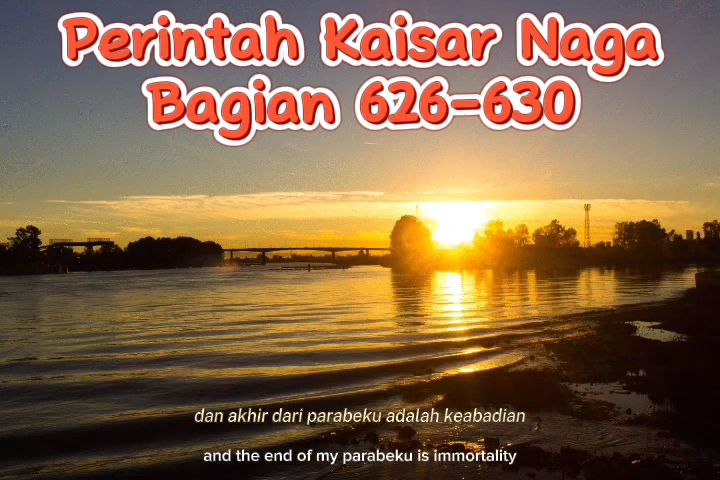 Perintah Kaisar Naga
Bagian 626-630
dan akhir dari parabeku adalah keabadian
and the end of my parabeku is immortality